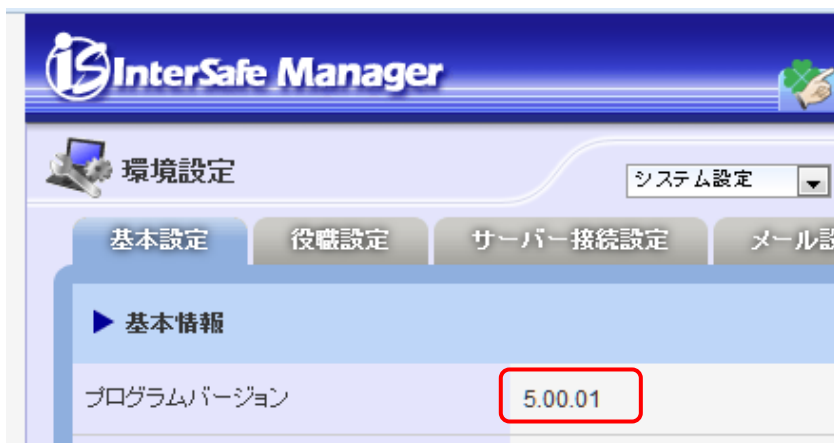 InterSafe Manager
環境設定
システム設定
基本設定 役職設定 サーバー接続設定 メール設
基本情報
プログラムバージョン 5.00.01